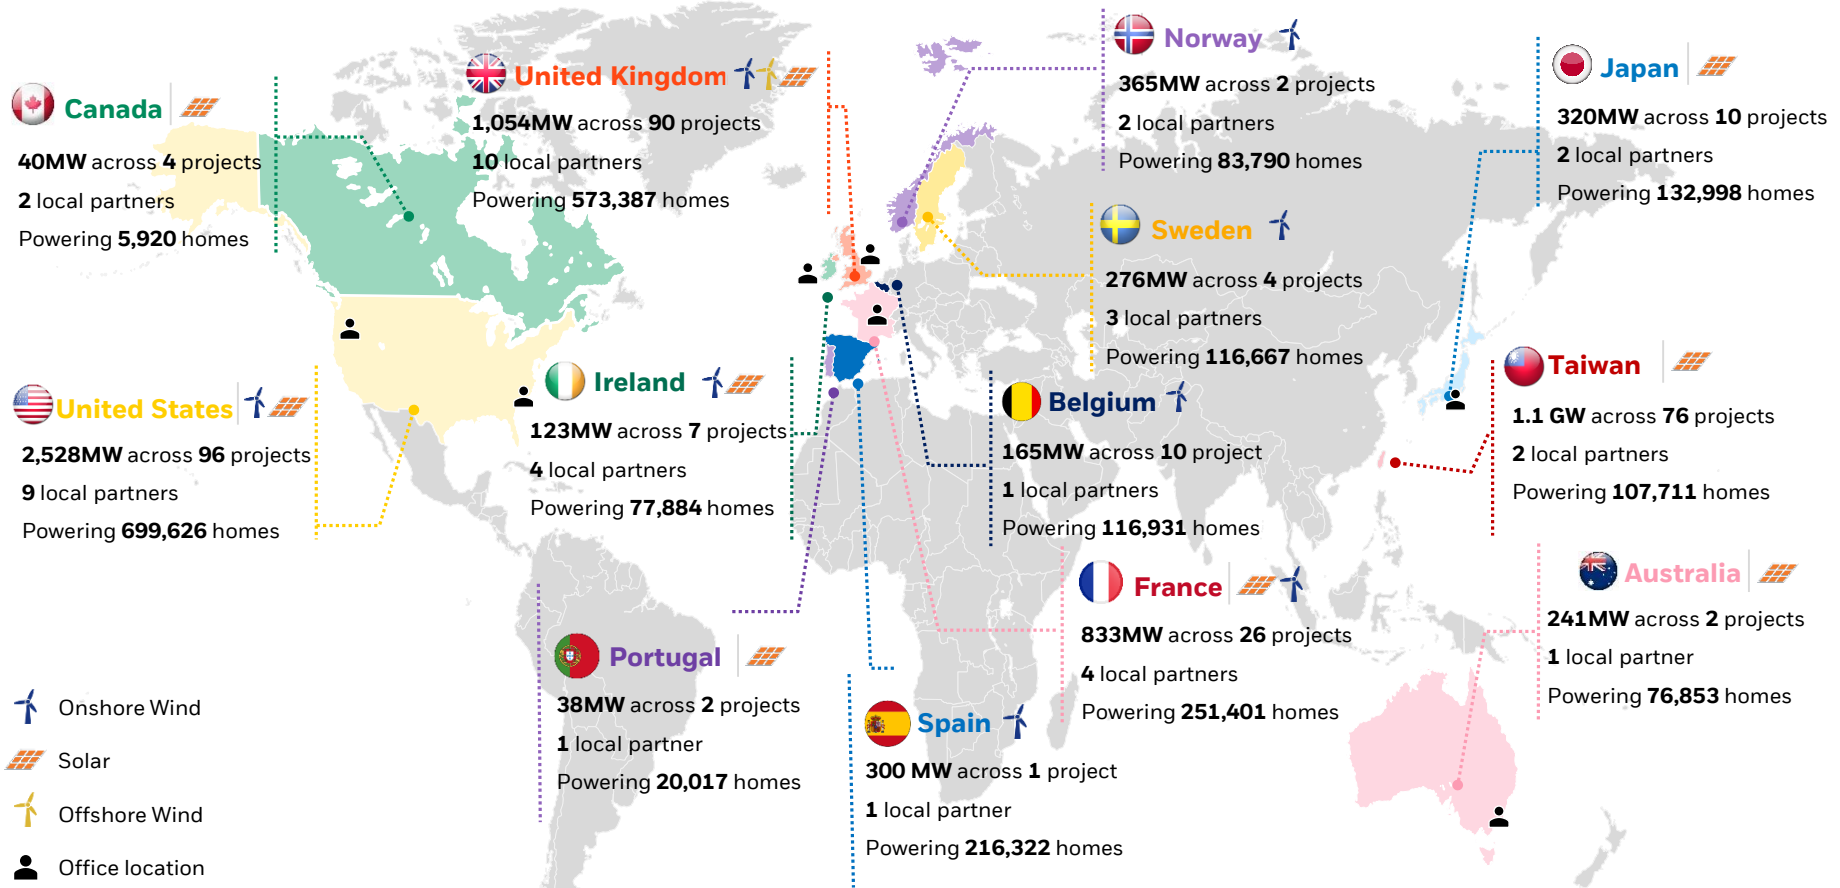 Canada
40MW across 4 projects
2 local partners
Powering 5,920 homes
United Kingdom
1,054MW across 90 projects
10 local partners
Powering 573,387 homes
Norway
365MW across 2 projects
2 local partners
Powering 83,790 homes
Japan
320MW across 10 projects
2 local partners
Powering 132,998 homes
Sweden
276MW across 4 projects
3 local partners
Powering 116,667 homes
United States
2,528MW across 96 projects
9 local partners
Powering 699,626 homes
Ireland
123MW across 7 projects
4 local partners
Powering 77,884 homes
Belgium
165MW across 10 project
1 local partners
Powering 116,931 homes
Taiwan
1.1 GW across 76 projects
2 local partners
Powering 107,711 homes
France
833MW across 26 projects
4 local partners
Powering 251,401 homes
Australia
241MW across 2 projects
1 local partner
Powering 76,853 homes
Portugal
38MW across 2 projects
1 local partner
Powering 20,017 homes
Spain
300 MW across 1 project
1 local partner
Powering 216,322 homes
Onshore Wind
Solar
Offshore Wind
Office location